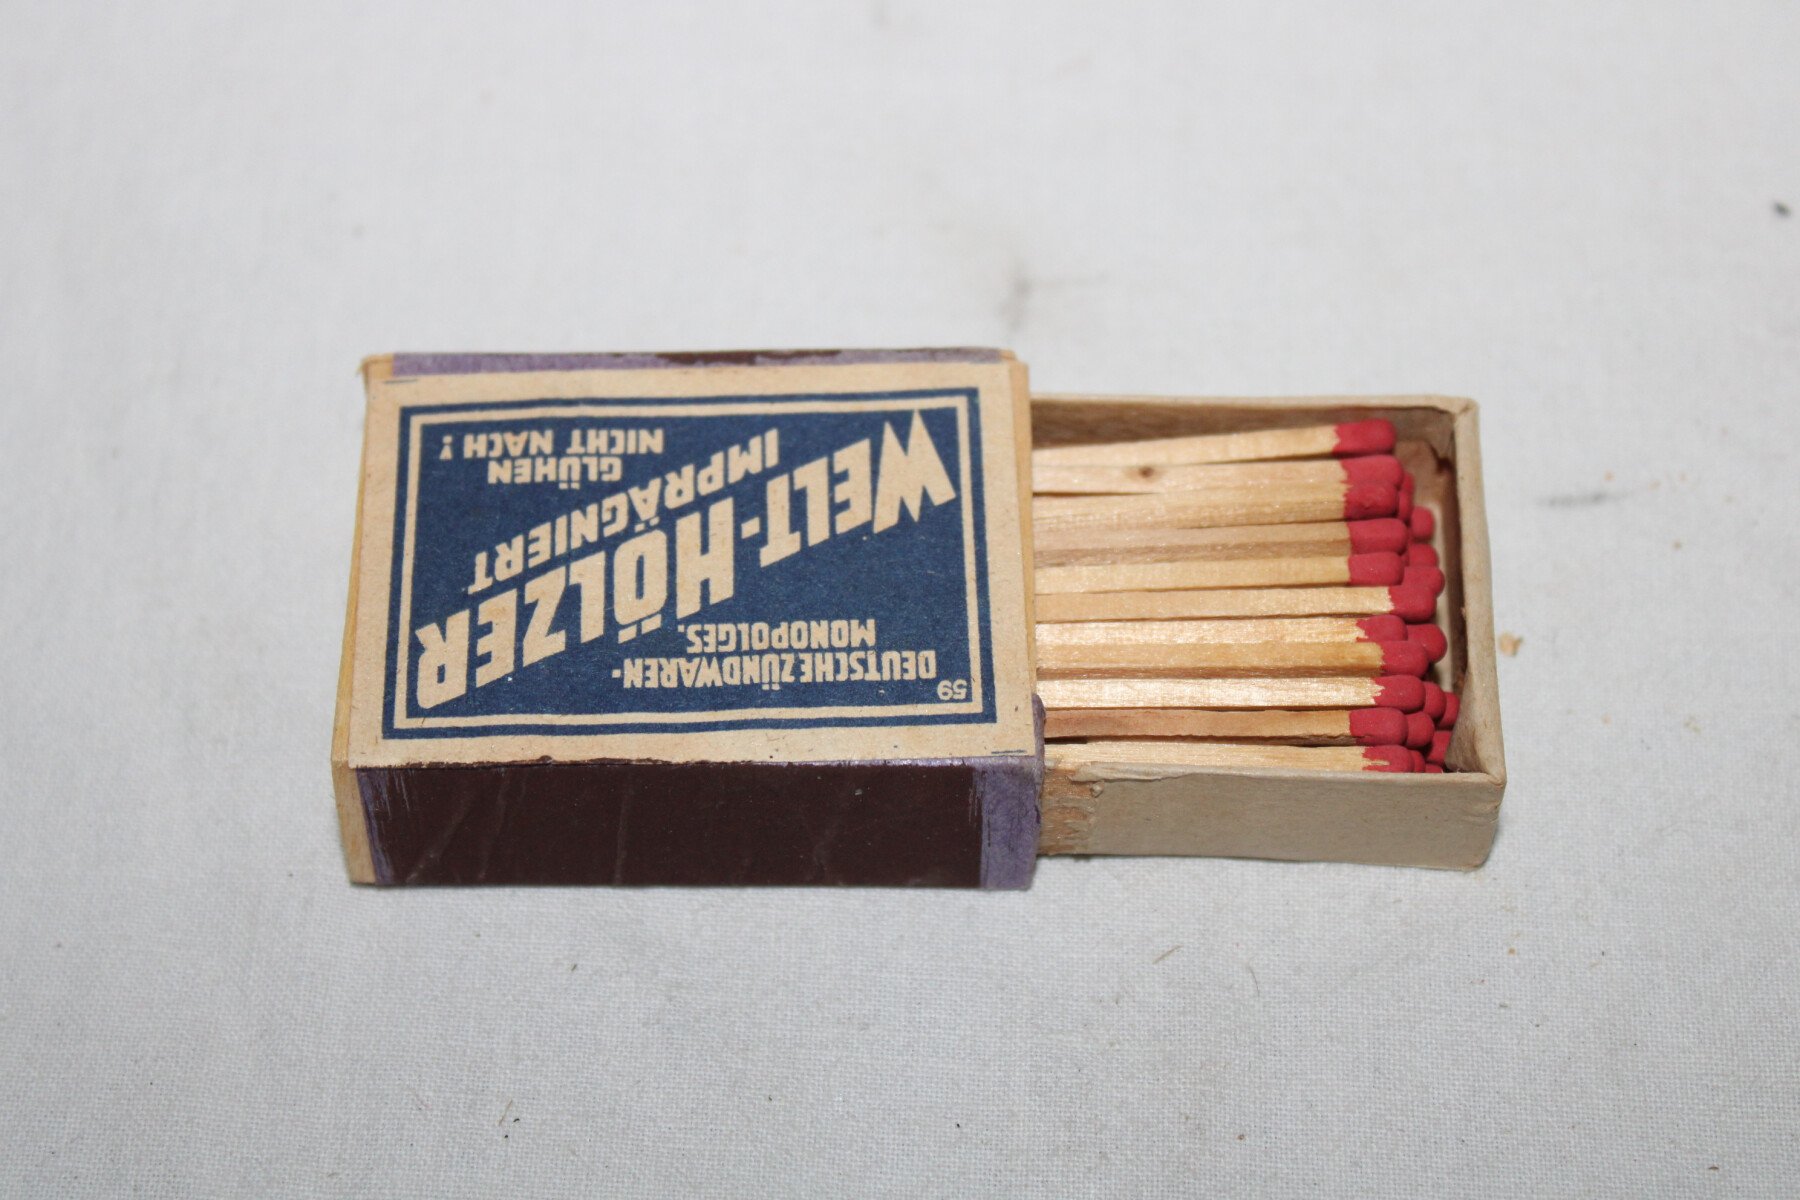 59
DEUTSCHE ZÜNDWAREN-
MONOPOLGES.
WELT-HÖLZER
IMPRÄGNIERT
GLÜHEN
NICHT NACH!